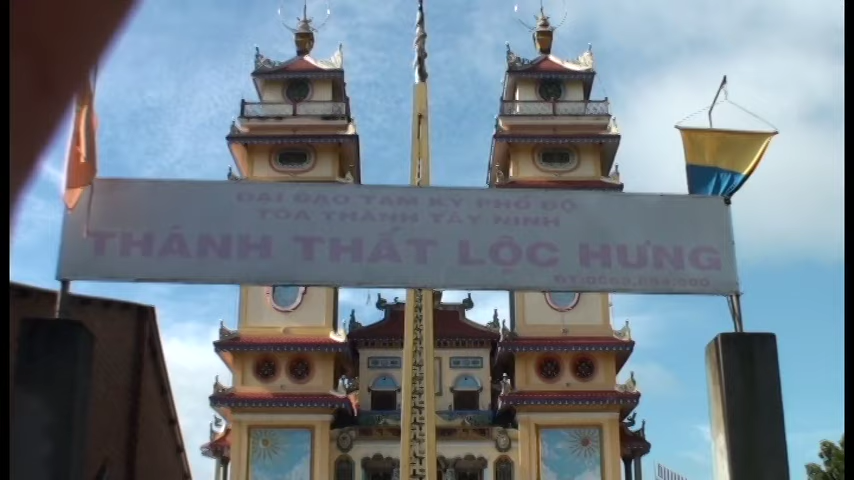 ĐẠI ĐẠO TAM KỲ PHỔ ĐỘ
TÒA THÁNH TÂY NINH
THÁNH THẤT LỘC HƯNG